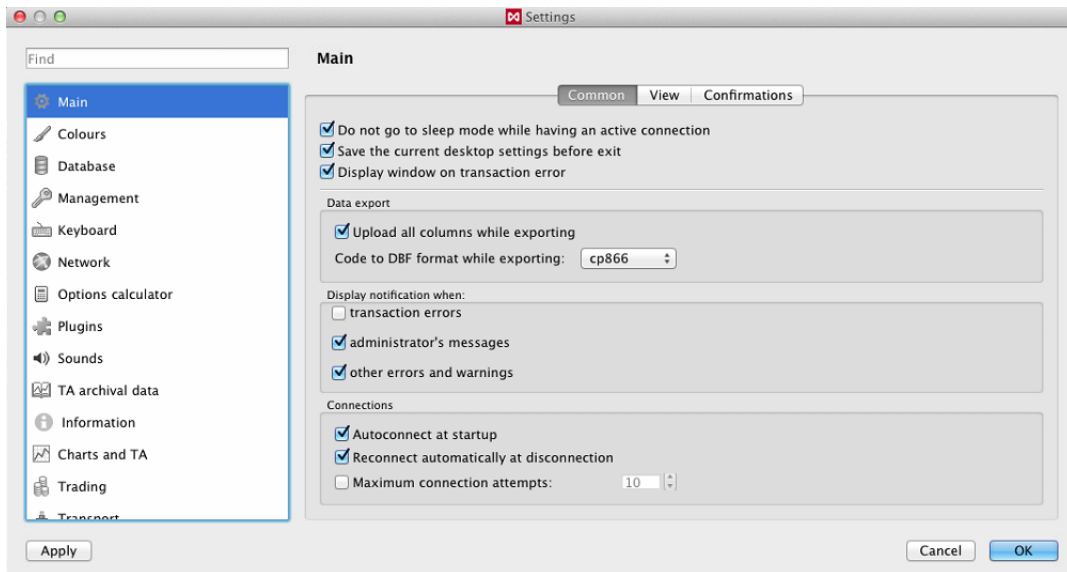 Settings
Find
Main
Colours
Database
Management
Keyboard
Network
Options calculator
Plugins
Sounds
TA archival data
Information
Charts and TA
Trading
Transport
Main
Common View Confirmations
Do not go to sleep mode while having an active connection
Save the current desktop settings before exit
Display window on transaction error
Data export
Upload all columns while exporting
Code to DBF format while exporting: cp866
Display notification when:
transaction errors
administrator's messages
other errors and warnings
Connections
Autoconnect at startup
Reconnect automatically at disconnection
Maximum connection attempts: 10
Apply Cancel OK